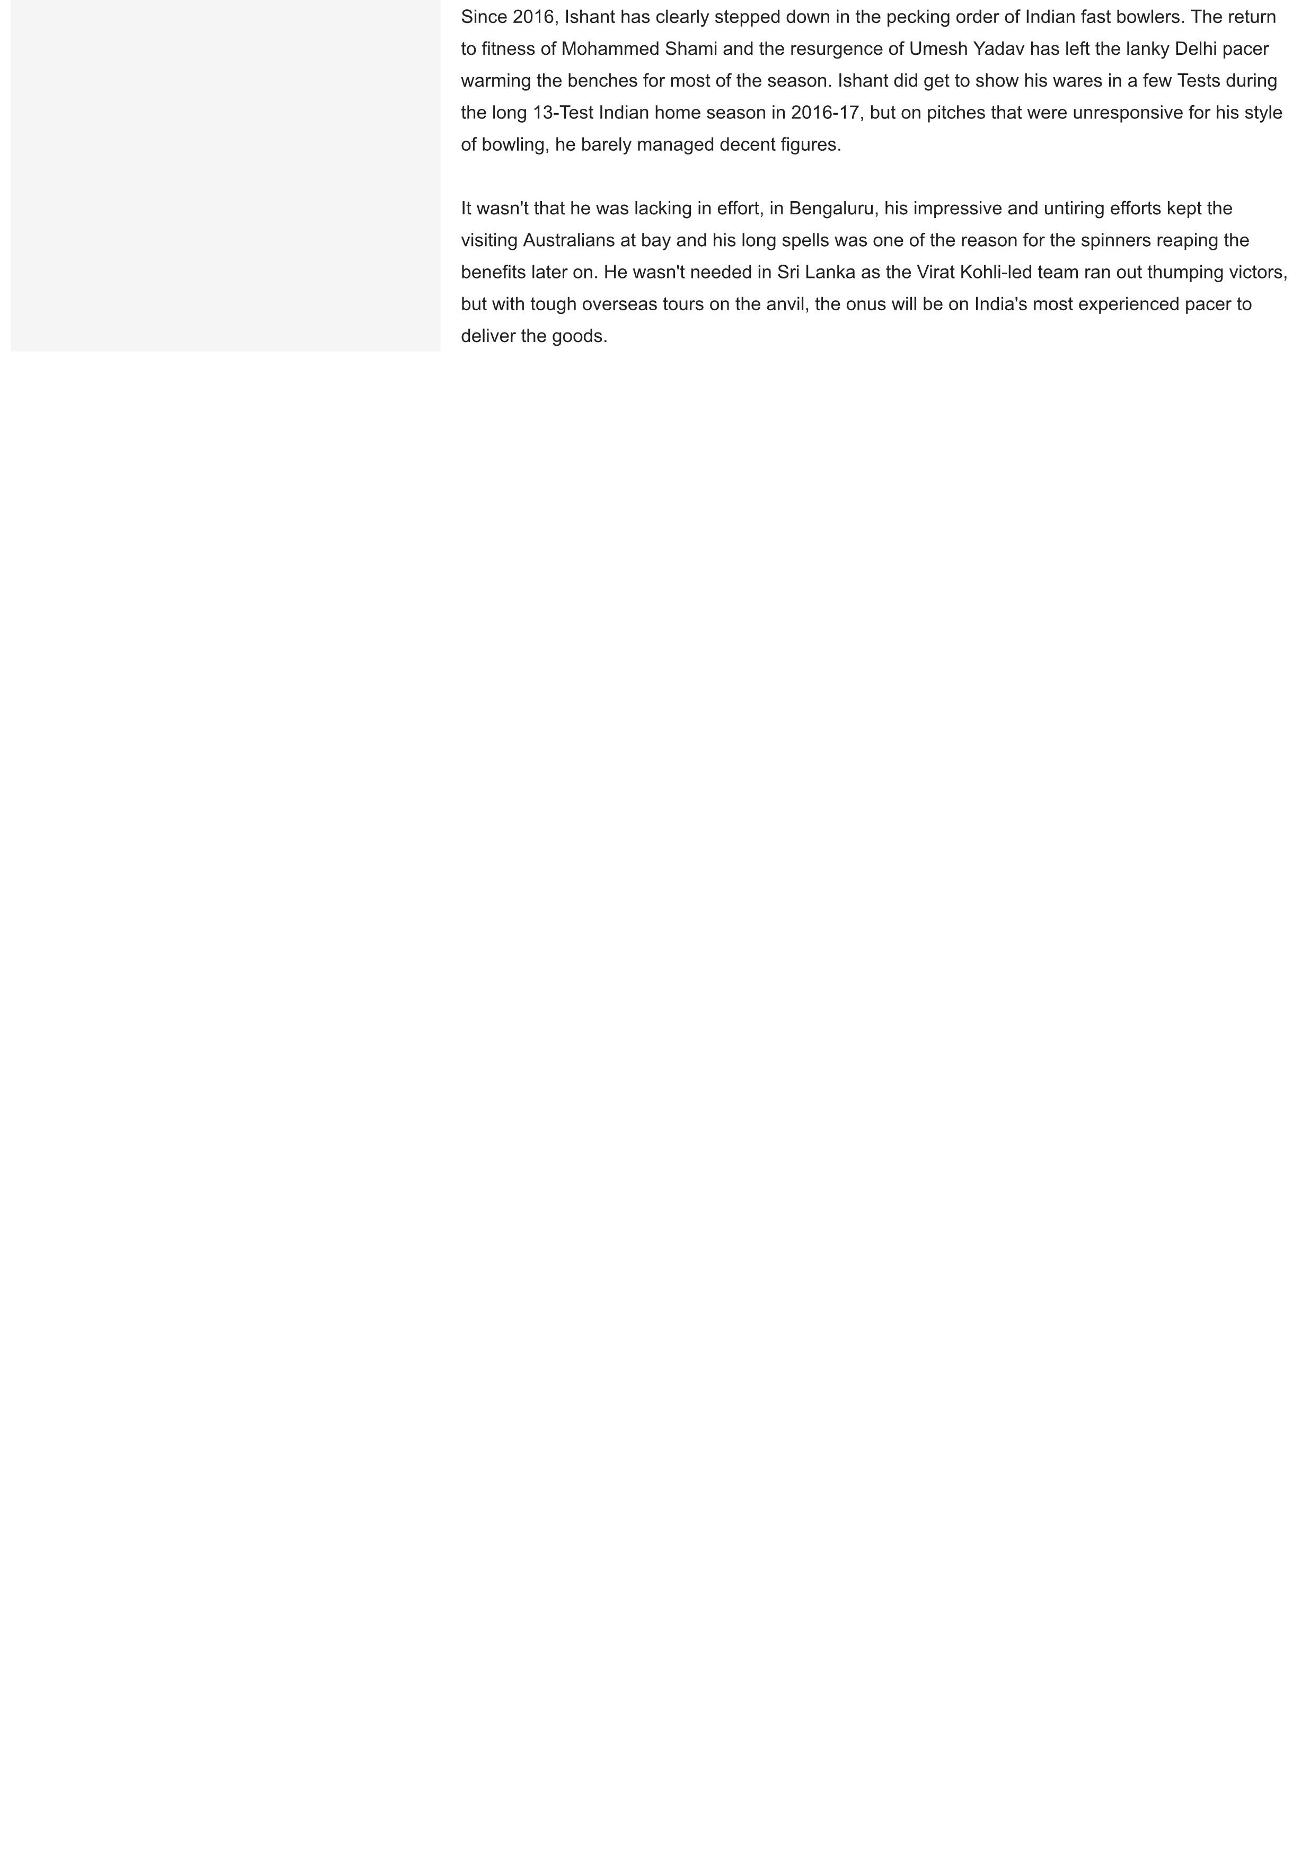 Since 2016, Ishant has clearly stepped down in the pecking order of Indian fast bowlers. The return
to fitness of Mohammed Shami and the resurgence of Umesh Yadav has left the lanky Delhi pacer
warming the benches for most of the season. Ishant did get to show his wares in a few Tests during
the long 13-Test Indian home season in 2016-17, but on pitches that were unresponsive for his style
of bowling, he barely managed decent figures.
It wasn't that he was lacking in effort, in Bengaluru, his impressive and untiring efforts kept the
visiting Australians at bay and his long spells was one of the reason for the spinners reaping the
benefits later on. He wasn't needed in Sri Lanka as the Virat Kohli-led team ran out thumping victors,
but with tough overseas tours on the anvil, the onus will be on India's most experienced pacer to
deliver the goods.